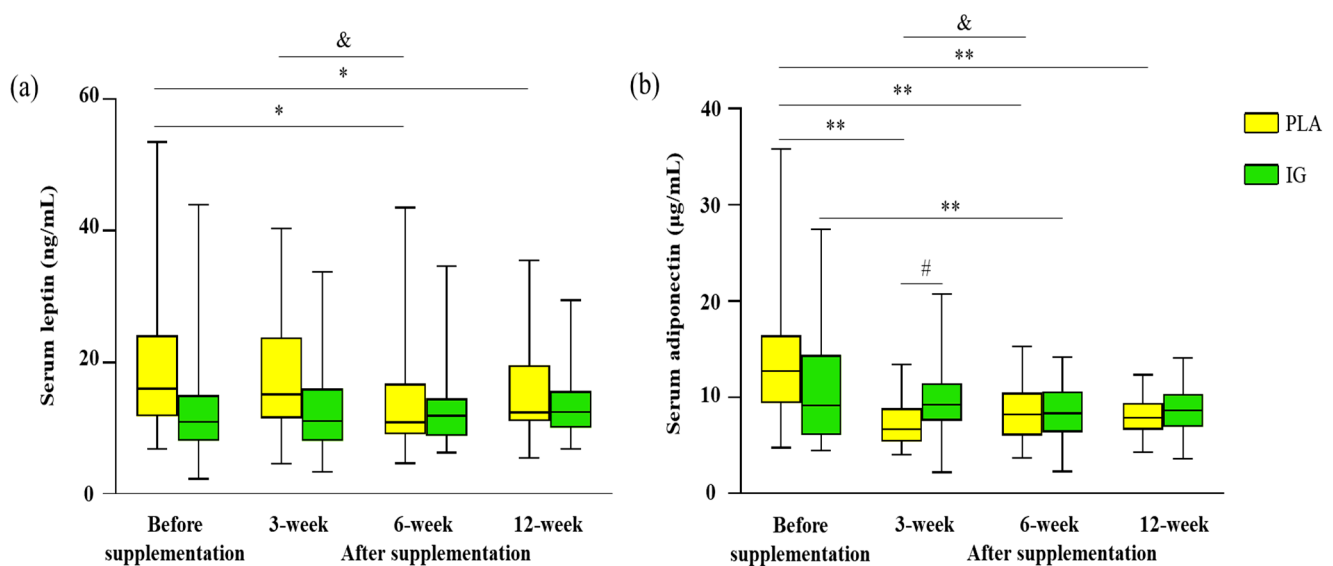 (a)
&
*
*
60
40
20
0
Serum leptin (ng/mL)
Before
supplementation
3-week
6-week
12-week
After supplementation
(b)
&
**
**
**
**
#
40
30
20
10
0
Serum adiponectin (µg/mL)
Before
supplementation
3-week
6-week
12-week
After supplementation
PLA
IG